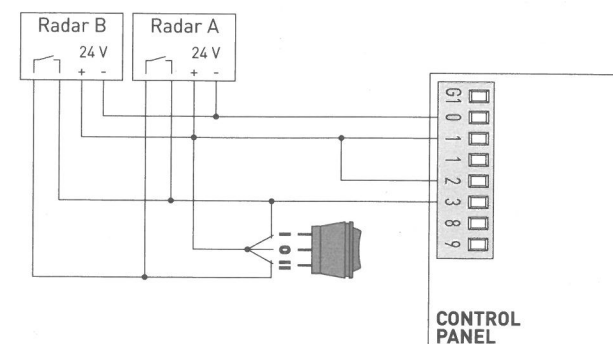 Radar B
Radar A
24 V
24 V
+ -
+ -
G1
0
1
1
2
3
8
9
I
0
II
CONTROL
PANEL